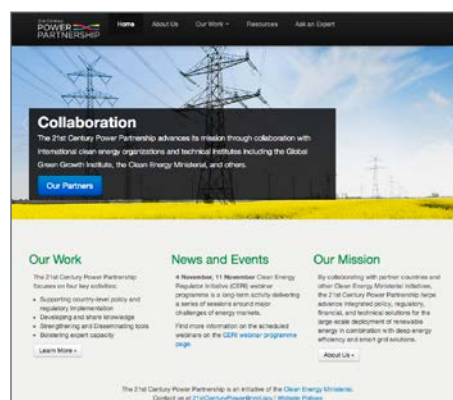 21st Century
POWER
PARTNERSHIP
Home
About Us
Our Work
Resources
Ask an Expert
Collaboration
The 21st Century Power Partnership advances its mission through collaboration with
international clean energy organizations and technical institutes including the Global
Green Growth Institute, the Clean Energy Ministerial, and others.
Our Partners
Our Work
The 21st Century Power Partnership
focuses on four key activities:
• Supporting country-level policy and
regulatory implementation
• Developing and share knowledge
• Strengthening and Disseminating tools
• Bolstering expert capacity
Learn More »
News and Events
4 November, 11 November Clean Energy
Regulator Initiative (CERI) webinar
programme is a long-term activity delivering
a series of sessions around major
challenges of energy markets.
Find more information on the scheduled
webinars on the CERI webinar programme
page.
Our Mission
By collaborating with partner countries and
other Clean Energy Ministerial initiatives,
the 21st Century Power Partnership helps
advance integrated policy, regulatory,
financial, and technical solutions for the
large-scale deployment of renewable
energy in combination with deep energy
efficiency and smart grid solutions.
About Us »
The 21st Century Power Partnership is an initiative of the Clean Energy Ministerial.
Contact us at 21stCenturyPower@nrel.gov | Website Polices